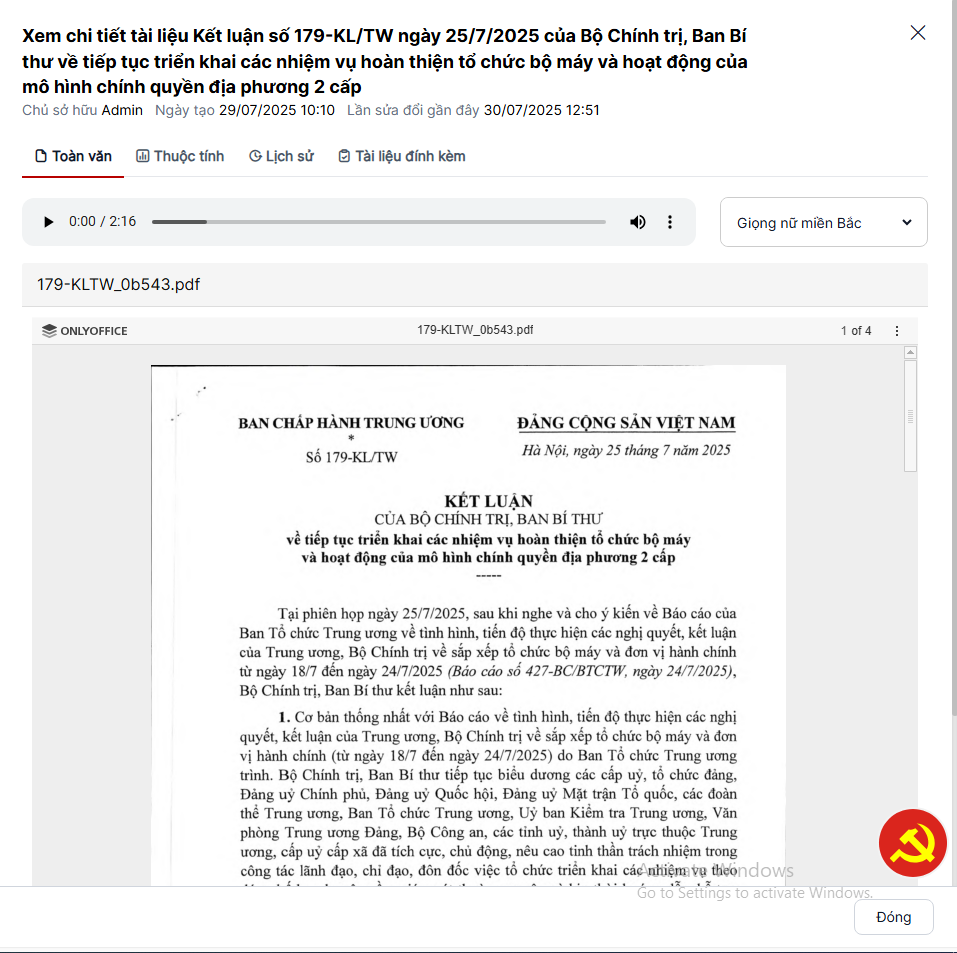 Xem chi tiết tài liệu Kết luận số 179-KL/TW ngày 25/7/2025 của Bộ Chính trị, Ban Bí
thư về tiếp tục triển khai các nhiệm vụ hoàn thiện tổ chức bộ máy và hoạt động của
mô hình chính quyền địa phương 2 cấp
Chủ sở hữu Admin Ngày tạo 29/07/2025 10:10 Lần sửa đổi gần đây 30/07/2025 12:51
Toàn văn Thuộc tính Lịch sử Tài liệu đính kèm
0:00 / 2:16 Giọng nữ miền Bắc
179-KLTW_0b543.pdf
ONLYOFFICE 179-KLTW_0b543.pdf 1 of 4
BAN CHẤP HÀNH TRUNG ƯƠNG ĐẢNG CỘNG SẢN VIỆT NAM
*
Số 179-KL/TW Hà Nội, ngày 25 tháng 7 năm 2025
KẾT LUẬN
CỦA BỘ CHÍNH TRỊ, BAN BÍ THƯ
về tiếp tục triển khai các nhiệm vụ hoàn thiện tổ chức bộ máy
và hoạt động của mô hình chính quyền địa phương 2 cấp
-----
Tại phiên họp ngày 25/7/2025, sau khi nghe và cho ý kiến về Báo cáo của
Ban Tổ chức Trung ương về tình hình, tiến độ thực hiện các nghị quyết, kết luận
của Trung ương, Bộ Chính trị về sắp xếp tổ chức bộ máy và đơn vị hành chính
từ ngày 18/7 đến ngày 24/7/2025 (Báo cáo số 427-BC/BTCTW, ngày 24/7/2025),
Bộ Chính trị, Ban Bí thư kết luận như sau:
1. Cơ bản thống nhất với Báo cáo về tình hình, tiến độ thực hiện các nghị
quyết, kết luận của Trung ương, Bộ Chính trị về sắp xếp tổ chức bộ máy và đơn
vị hành chính (từ ngày 18/7 đến ngày 24/7/2025) do Ban Tổ chức Trung ương
trình. Bộ Chính trị, Ban Bí thư tiếp tục biểu dương các cấp uỷ, tổ chức đảng,
Đảng uỷ Chính phủ, Đảng uỷ Quốc hội, Đảng uỷ Mặt trận Tổ quốc, các đoàn
thể Trung ương, Ban Tổ chức Trung ương, Uỷ ban Kiểm tra Trung ương, Văn
phòng Trung ương Đảng, Bộ Công an, các tỉnh uỷ, thành uỷ trực thuộc Trung
ương, cấp uỷ cấp xã đã tích cực, chủ động, nêu cao tinh thần trách nhiệm trong
công tác lãnh đạo, chỉ đạo, đôn đốc việc tổ chức triển khai các nhiệm vụ theo
Activate Windows
Go to Settings to activate Windows.
Đóng